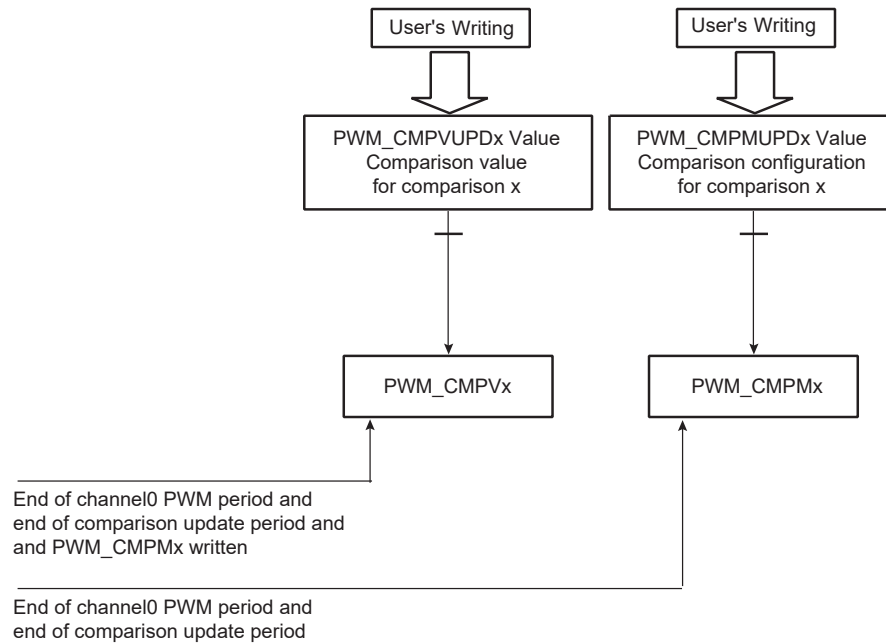 User's Writing
User's Writing
PWM_CMPVUPDx Value
Comparison value
for comparison x
PWM_CMPMUPDx Value
Comparison configuration
for comparison x
PWM_CMPVx
PWM_CMPMx
End of channel0 PWM period and
end of comparison update period and
and PWM_CMPMx written
End of channel0 PWM period and
end of comparison update period